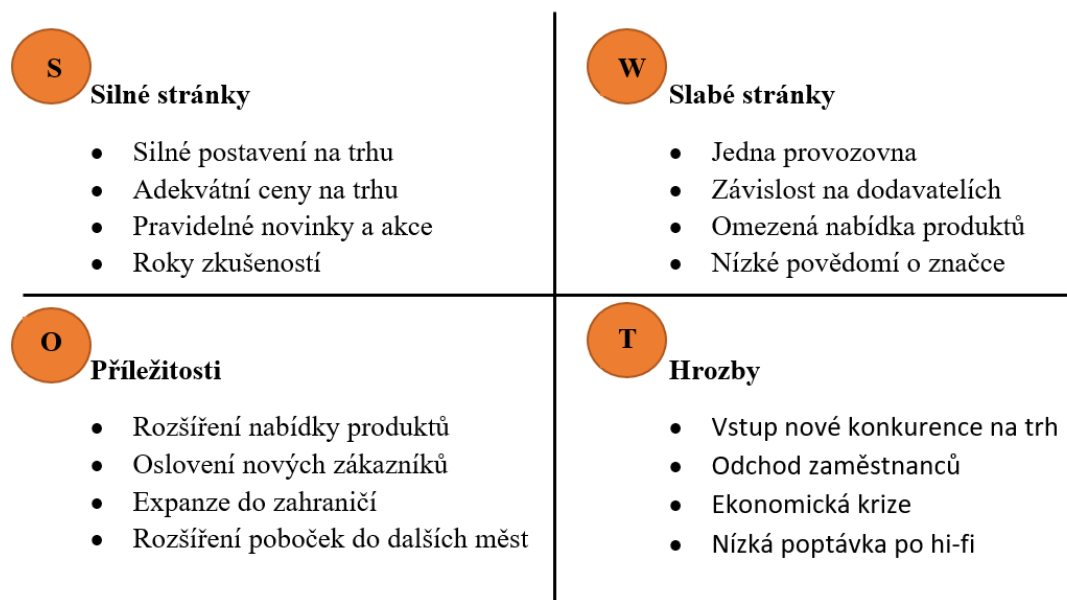 S
Silné stránky
• Silné postavení na trhu
• Adekvátní ceny na trhu
• Pravidelné novinky a akce
• Roky zkušeností
W
Slabé stránky
• Jedna provozovna
• Závislost na dodavatelích
• Omezená nabídka produktů
• Nízké povědomí o značce
O
Příležitosti
• Rozšíření nabídky produktů
• Oslovení nových zákazníků
• Expanze do zahraničí
• Rozšíření poboček do dalších měst
T
Hrozby
• Vstup nové konkurence na trh
• Odchod zaměstnanců
• Ekonomická krize
• Nízká poptávka po hi-fi